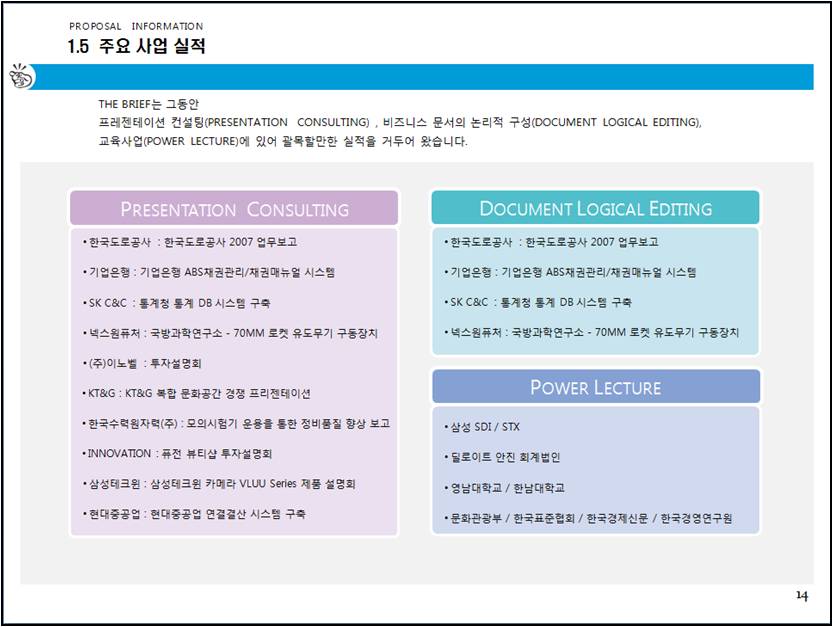 PROPOSAL INFORMATION
1.5 주요 사업 실적
THE BRIEF는 그동안
프레젠테이션 컨설팅(PRESENTATION CONSULTING) , 비즈니스 문서의 논리적 구성(DOCUMENT LOGICAL EDITING),
교육사업(POWER LECTURE)에 있어 괄목할만한 실적을 거두어 왔습니다.
PRESENTATION CONSULTING
•한국도로공사 : 한국도로공사 2007 업무보고
•기업은행 : 기업은행 ABS채권관리/채권매뉴얼 시스템
•SK C&C : 통계청 통계 DB 시스템 구축
•넥스원퓨처 : 국방과학연구소 - 70MM 로켓 유도무기 구동장치
•(주)이노벨 : 투자설명회
•KT&G : KT&G 복합 문화공간 경쟁 프리젠테이션
•한국수력원자력(주) : 모의시험기 운용을 통한 정비품질 향상 보고
•INNOVATION : 퓨전 뷰티샵 투자설명회
•삼성테크윈 : 삼성테크윈 카메라 VLUU Series 제품 설명회
•현대중공업 : 현대중공업 연결결산 시스템 구축
DOCUMENT LOGICAL EDITING
•한국도로공사 : 한국도로공사 2007 업무보고
•기업은행 : 기업은행 ABS채권관리/채권매뉴얼 시스템
•SK C&C : 통계청 통계 DB 시스템 구축
•넥스원퓨처 : 국방과학연구소 - 70MM 로켓 유도무기 구동장치
POWER LECTURE
•삼성 SDI / STX
•딜로이트 안진 회계법인
•영남대학교 / 한남대학교
•문화관광부 / 한국표준협회 / 한국경제신문 / 한국경영연구원
14